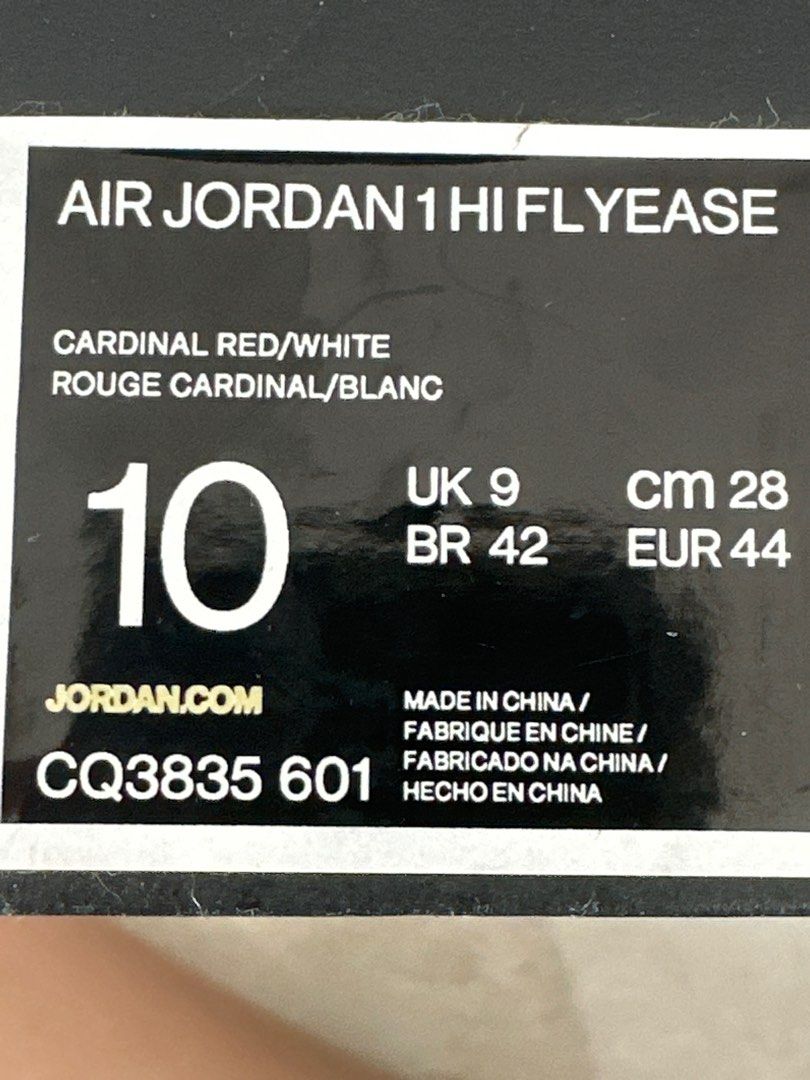 AIR JORDAN 1 HI FLYEASE
CARDINAL RED/WHITE
ROUGE CARDINAL/BLANC
10
UK 9 cm 28
BR 42 EUR 44
JORDAN.COM
CQ3835 601
MADE IN CHINA /
FABRIQUE EN CHINE /
FABRICADO NA CHINA /
HECHO EN CHINA